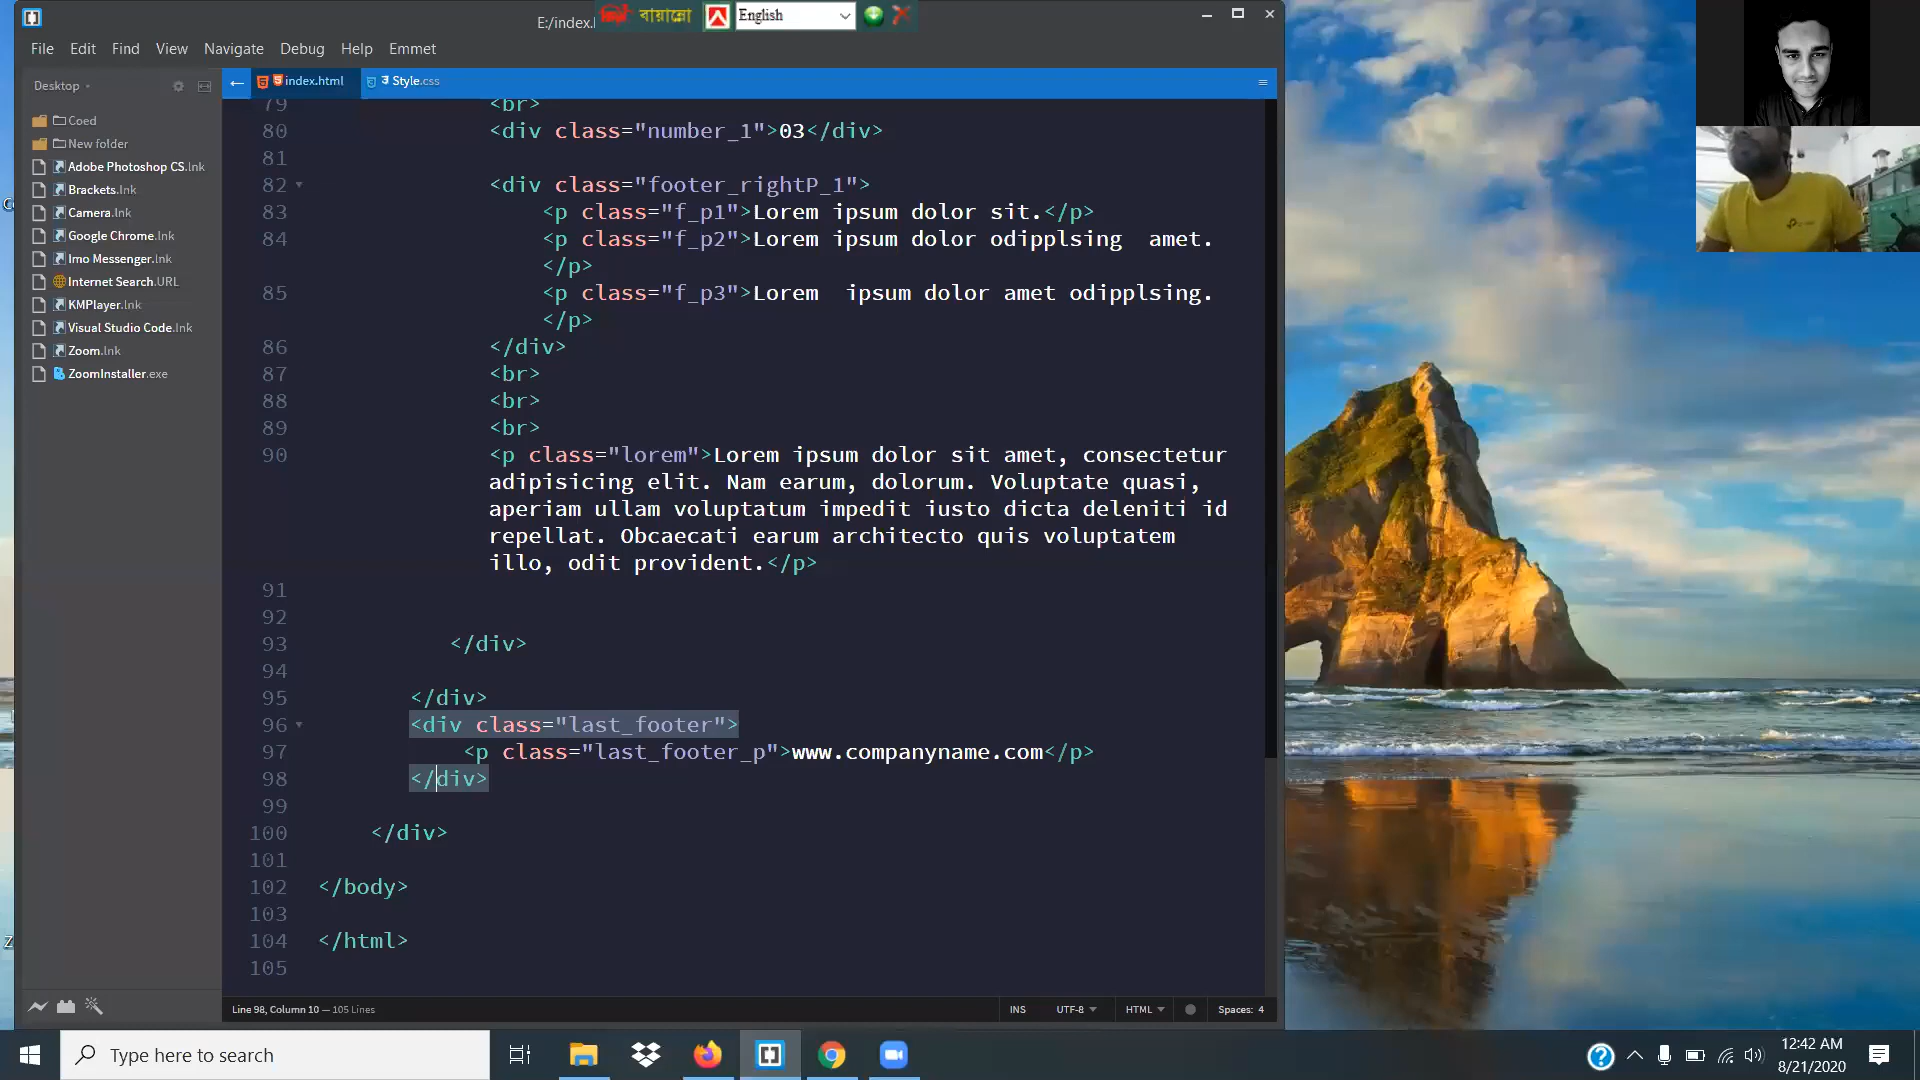 E:/index.
বায়ান্নো
English
File Edit Find View Navigate Debug Help Emmet
Desktop
index.html
Style.css
Coed
New folder
Adobe Photoshop CS.lnk
Brackets.lnk
Camera.lnk
Google Chrome.lnk
Imo Messenger.lnk
Internet Search.URL
KMPlayer.lnk
Visual Studio Code.lnk
Zoom.lnk
ZoomInstaller.exe
79 <br>
80 <div class="number_1">03</div>
81
82 <div class="footer_rightP_1">
83 <p class="f_p1">Lorem ipsum dolor sit.</p>
84 <p class="f_p2">Lorem ipsum dolor odipplsing  amet.
</p>
85 <p class="f_p3">Lorem  ipsum dolor amet odipplsing.
</p>
86 </div>
87 <br>
88 <br>
89 <br>
90 <p class="lorem">Lorem ipsum dolor sit amet, consectetur
adipisicing elit. Nam earum, dolorum. Voluptate quasi,
aperiam ullam voluptatum impedit iusto dicta deleniti id
repellat. Obcaecati earum architecto quis voluptatem
illo, odit provident.</p>
91
92
93 </div>
94
95 </div>
96 <div class="last_footer">
97 <p class="last_footer_p">www.companyname.com</p>
98 </div>
99
100 </div>
101
102 </body>
103
104 </html>
105
Line 98, Column 10 — 105 Lines
INS UTF-8 HTML Spaces: 4
Type here to search
12:42 AM
8/21/2020